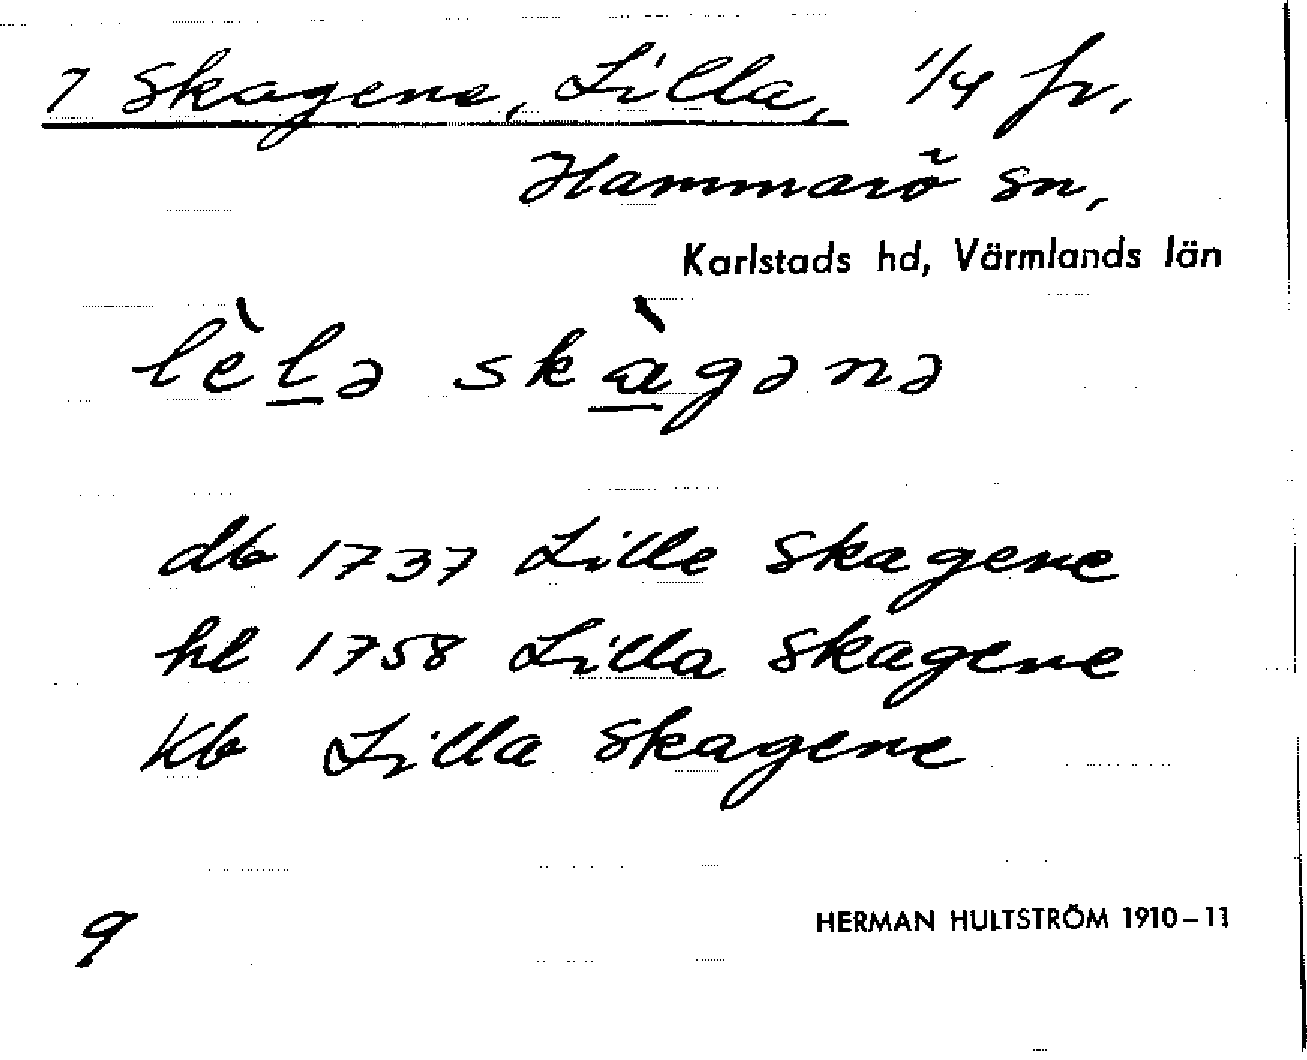 7 Skagene, Lilla, 1/4 fr,
Hammarö sn,
Karlstads hd, Värmlands län
lèlə skàgənə
db 1737 Lille Skagene
hl 1758 Lilla Skagene
Kb Lilla Skagene
9
HERMAN HULTSTRÖM 1910–11